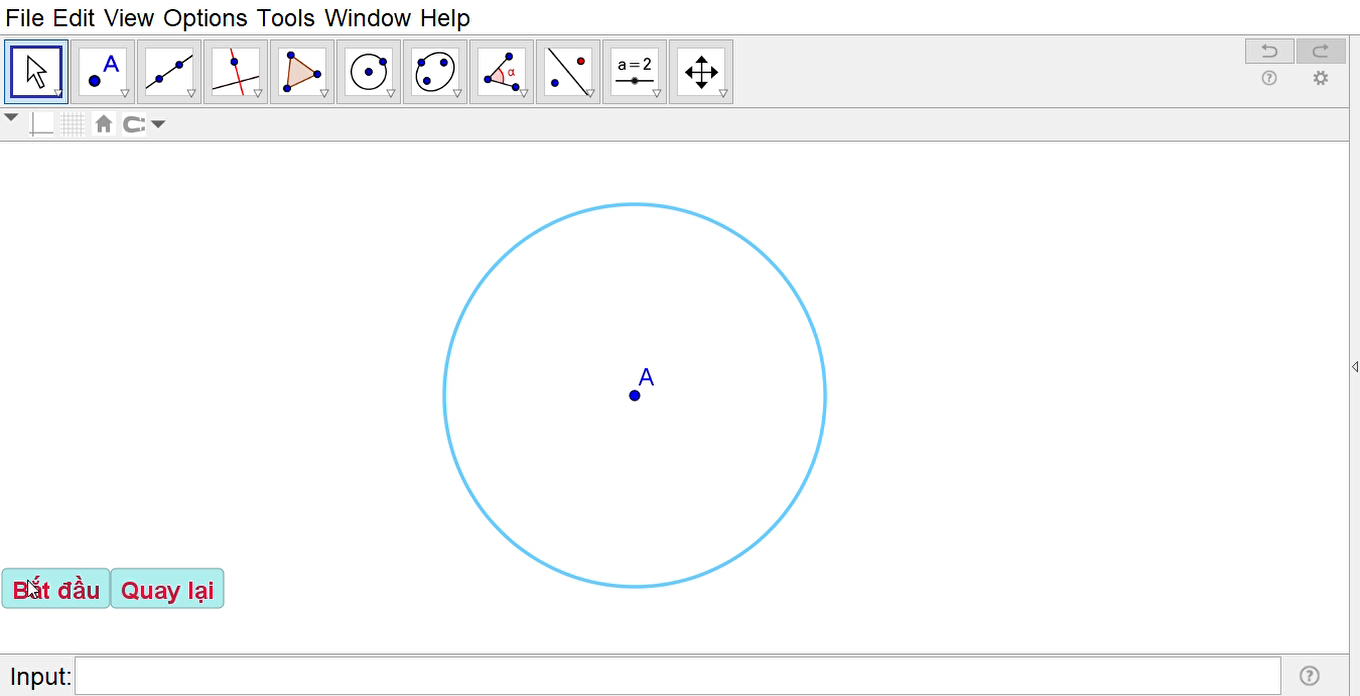 File Edit View Options Tools Window Help
A
α
a=2
A
Bắt đầu Quay lại
Input: